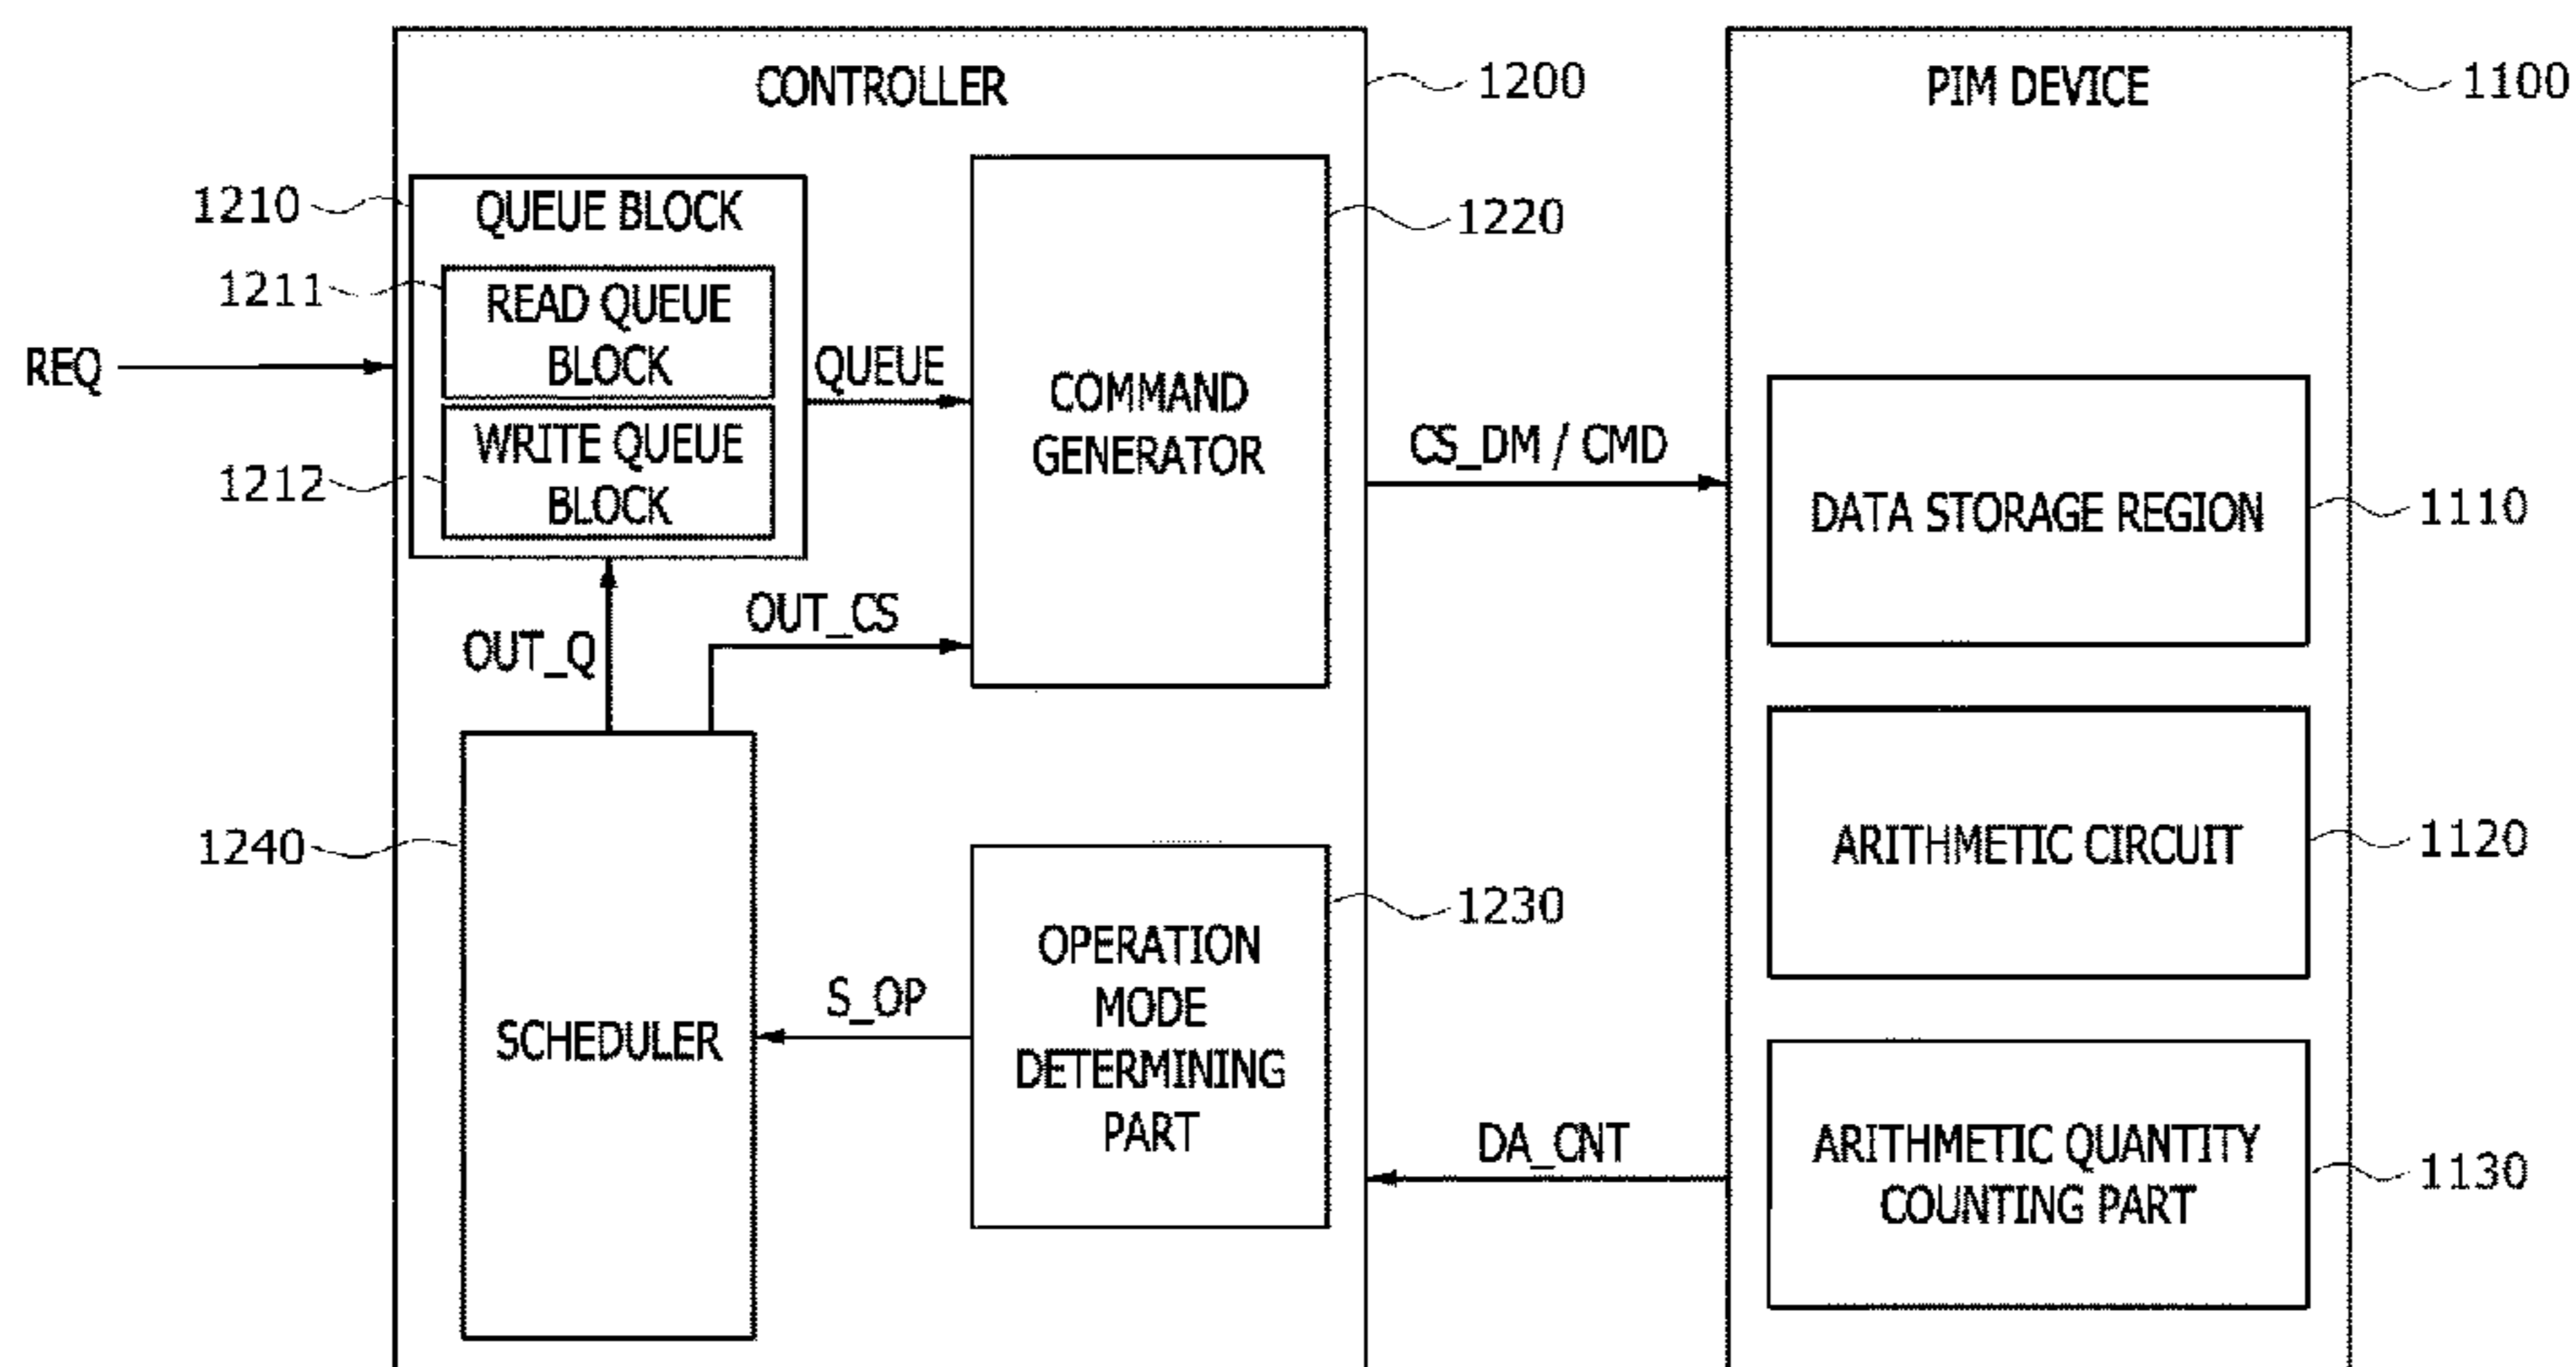 CONTROLLER
1200
PIM DEVICE
1100
1210
QUEUE BLOCK
1220
1211
READ QUEUE
BLOCK
REQ
QUEUE
COMMAND
GENERATOR
1212
WRITE QUEUE
BLOCK
CS_DM / CMD
DATA STORAGE REGION
1110
OUT_Q
OUT_CS
1240
SCHEDULER
S_OP
OPERATION
MODE
DETERMINING
PART
1230
ARITHMETIC CIRCUIT
1120
DA_CNT
ARITHMETIC QUANTITY
COUNTING PART
1130